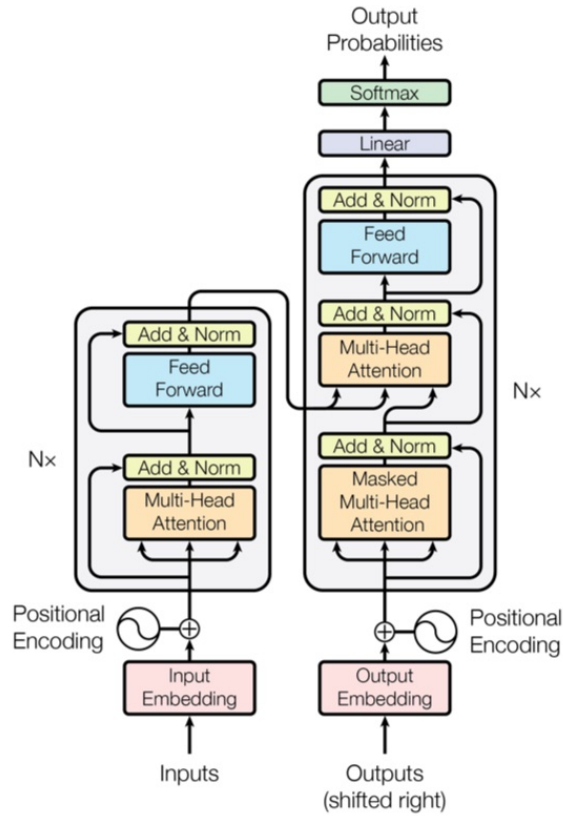 Output
Probabilities
Softmax
Linear
Add & Norm
Feed
Forward
Add & Norm
Multi-Head
Attention
Add & Norm
Masked
Multi-Head
Attention
Nx
Positional
Encoding
Output
Embedding
Outputs
(shifted right)
Add & Norm
Feed
Forward
Add & Norm
Multi-Head
Attention
Nx
Positional
Encoding
Input
Embedding
Inputs